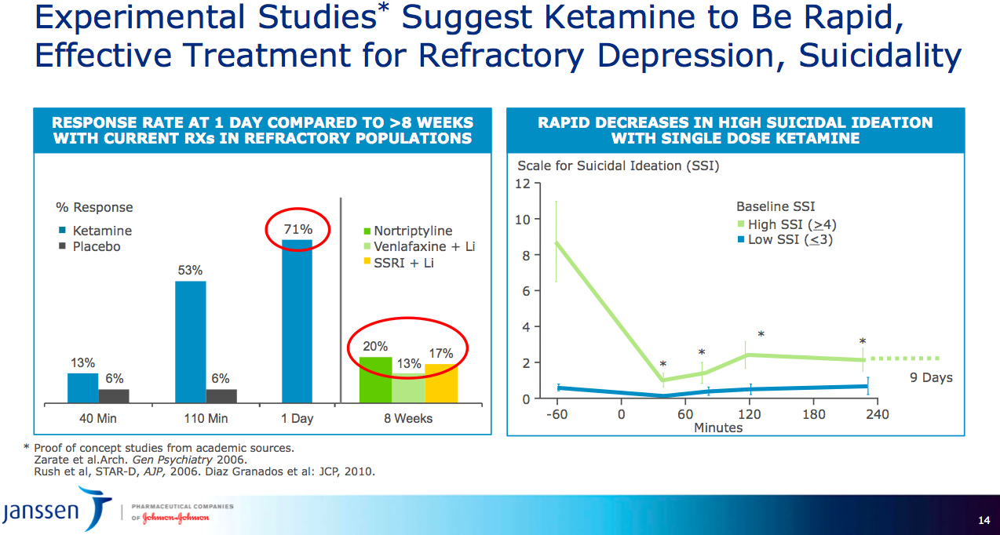 Experimental Studies* Suggest Ketamine to Be Rapid,
Effective Treatment for Refractory Depression, Suicidality
RESPONSE RATE AT 1 DAY COMPARED TO >8 WEEKS
WITH CURRENT RXs IN REFRACTORY POPULATIONS
% Response
Ketamine
Placebo
71%
Nortriptyline
Venlafaxine + Li
SSRI + Li
53%
20%
13%
17%
13%
6%
6%
40 Min
110 Min
1 Day
8 Weeks
RAPID DECREASES IN HIGH SUICIDAL IDEATION
WITH SINGLE DOSE KETAMINE
Scale for Suicidal Ideation (SSI)
12
10
8
6
4
2
0
Baseline SSI
High SSI (≥4)
Low SSI (≤3)
*
*
*
*
9 Days
-60
0
60
120
180
240
Minutes
* Proof of concept studies from academic sources.
Zarate et al.Arch. Gen Psychiatry 2006.
Rush et al, STAR-D, AJP, 2006. Diaz Granados et al: JCP, 2010.
janssen
PHARMACEUTICAL COMPANIES
OF Johnson&Johnson
14